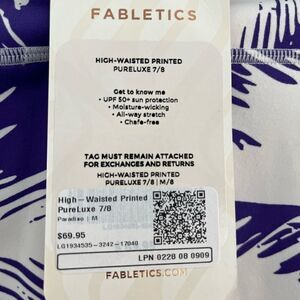 FABLETICS
HIGH-WAISTED PRINTED
PURELUXE 7/8
Get to know me
• UPF 50+ sun protection
• Moisture-wicking
• All-way stretch
• Chafe-free
TAG MUST REMAIN ATTACHED
FOR EXCHANGES AND RETURNS
HIGH-WAISTED PRINTED
PURELUXE 7/8 | M/8
High – Waisted Printed
PureLuxe 7/8
Paradiso | M
$69.95
LG1934535-3242-17040
LPN 0228 08 0909
FABLETICS.COM